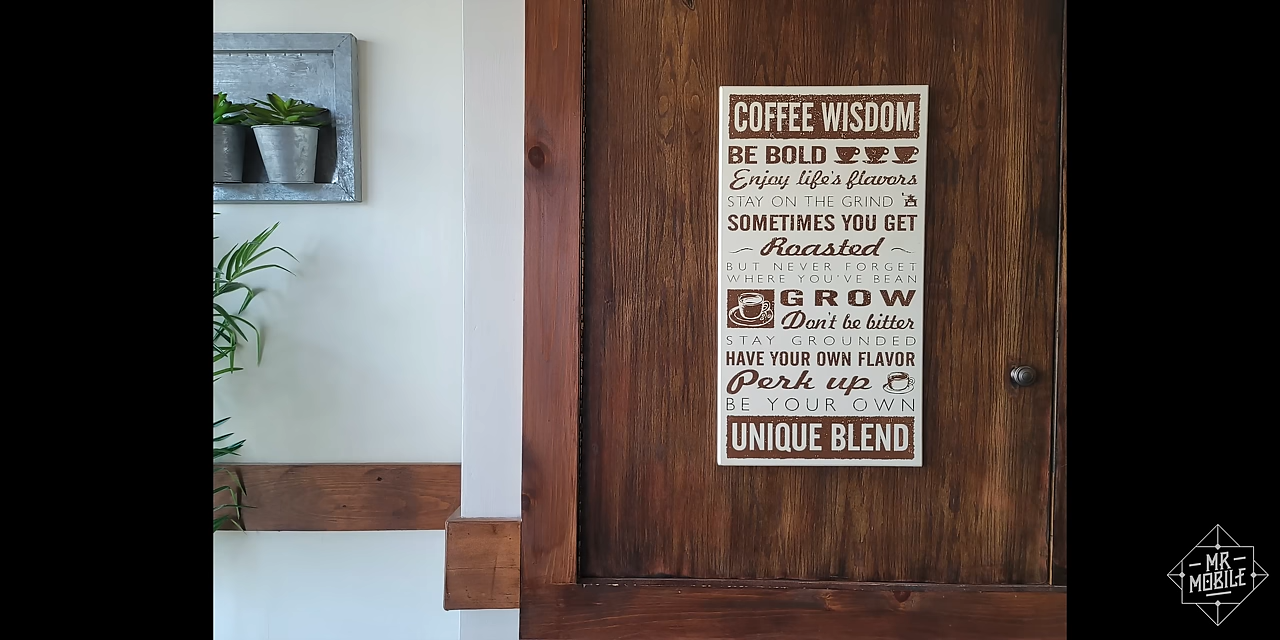 COFFEE WISDOM
BE BOLD
Enjoy life's flavors
STAY ON THE GRIND
SOMETIMES YOU GET
Roasted
BUT NEVER FORGET
WHERE YOU'VE BEAN
GROW
Don't be bitter
STAY GROUNDED
HAVE YOUR OWN FLAVOR
Perk up
BE YOUR OWN
UNIQUE BLEND
MR
MOBILE